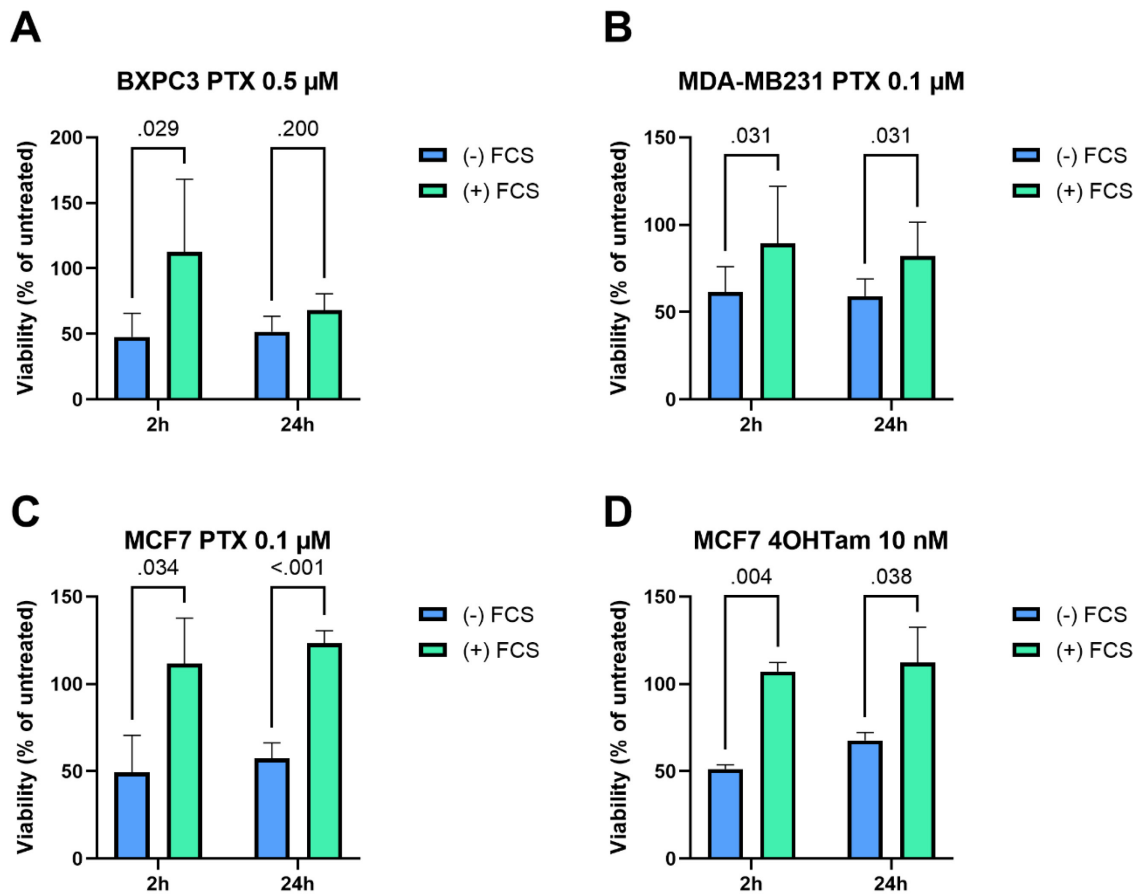 A
BXPC3 PTX 0.5 µM
Viability (% of untreated)
200
150
100
50
0
.029
.200
2h
24h
(-) FCS
(+) FCS
B
MDA-MB231 PTX 0.1 µM
Viability (% of untreated)
150
100
50
0
.031
.031
2h
24h
(-) FCS
(+) FCS
C
MCF7 PTX 0.1 µM
Viability (% of untreated)
150
100
50
0
.034
<.001
2h
24h
(-) FCS
(+) FCS
D
MCF7 4OHTam 10 nM
Viability (% of untreated)
150
100
50
0
.004
.038
2h
24h
(-) FCS
(+) FCS